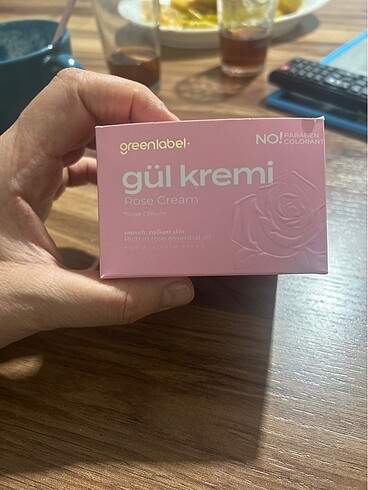 greenlabel·
NO! PARABEN
COLORANT
gül kremi
Rose Cream
smooth, radiant skin
Rich in rose essential oil